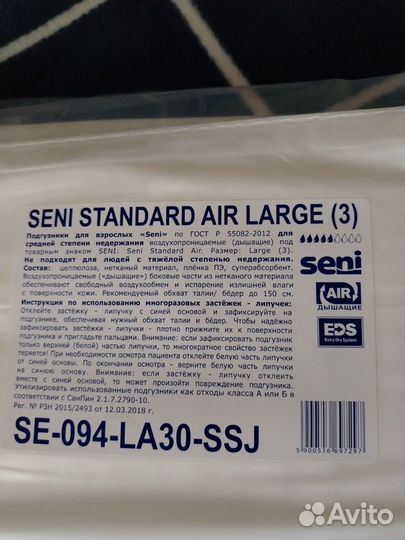 SENI STANDARD AIR LARGE (3)
Подгузники для взрослых «Seni» по ГОСТ Р 55082-2012 для
средней степени недержания воздухопроницаемые (дышащие) под
товарным знаком SENI: Seni Standard Air. Размер: Large (3).
Не подходят для людей с тяжёлой степенью недержания.
Состав: целлюлоза, нетканый материал, плёнка ПЭ, суперабсорбент.
Воздухопроницаемые («дышащие») боковые части из нетканого материала
обеспечивают свободный воздухообмен и испарение излишней влаги
с поверхности кожи. Рекомендуемый обхват талии/ бёдер до 150 см.
Инструкция по использованию многоразовых застёжек - липучек:
Отклейте застёжку - липучку с синей основой и зафиксируйте на
подгузнике, обеспечивая нужный обхват талии и бёдер. Чтобы надёжно
зафиксировать застёжки - липучки - плотно прижмите их к поверхности
подгузника и пригладьте пальцами. Внимание: если зафиксировать подгузник
только верхней (белой) частью липучки, то многократное свойство застёжек
теряется! При необходимости осмотра пациента отклейте белую часть липучки
от синей основы. По окончании осмотра - верните белую часть липучки
на синюю основу. Внимание: если застёжку - липучку отклеить
вместе с синей основой, то может произойти повреждение подгузника.
Утилизировать использованные подгузники как отходы класса А или Б в
соответствии с СанПин 2.1.7.2790-10.
Рег. № РЗН 2015/2493 от 12.03.2018 г.
seni
AIR
ДЫШАЩИЕ
EDS
Extra Dry System
SE-094-LA30-SSJ
5900516697297
Avito